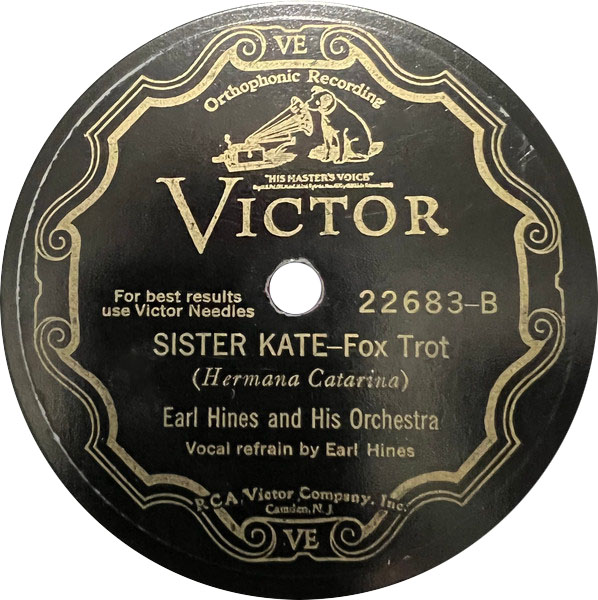 VE
Orthophonic Recording
"HIS MASTER'S VOICE"
VICTOR
For best results
use Victor Needles
22683-B
SISTER KATE-Fox Trot
(Hermana Catarina)
Earl Hines and His Orchestra
Vocal refrain by Earl Hines
RCA Victor Company, Inc.
Camden, N. J.
VE